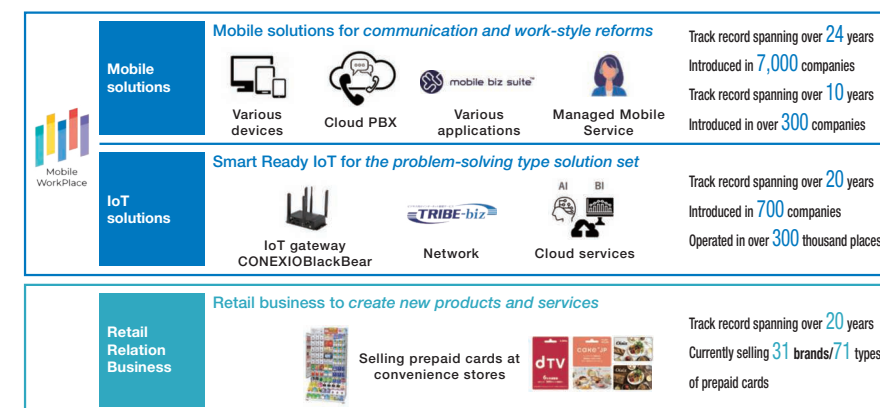 Mobile WorkPlace
Mobile solutions
Mobile solutions for communication and work-style reforms
Various devices
Cloud PBX
mobile biz suite™
Various applications
Managed Mobile Service
Track record spanning over 24 years
Introduced in 7,000 companies
Track record spanning over 10 years
Introduced in over 300 companies
IoT solutions
Smart Ready IoT for the problem-solving type solution set
IoT gateway
CONEXIOBlackBear
TRIBE-biz
Network
AI BI
Cloud services
Track record spanning over 20 years
Introduced in 700 companies
Operated in over 300 thousand places
Retail Relation Business
Retail business to create new products and services
Selling prepaid cards at
convenience stores
dTV
Track record spanning over 20 years
Currently selling 31 brands/71 types
of prepaid cards